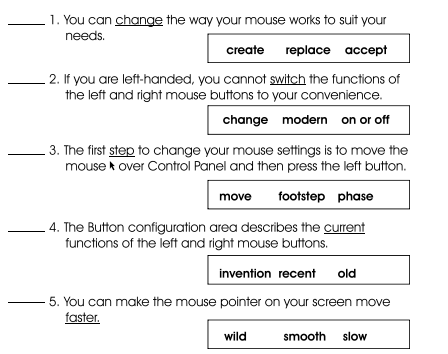 _____ 1. You can change the way your mouse works to suit your
needs.
create replace accept
_____ 2. If you are left-handed, you cannot switch the functions of
the left and right mouse buttons to your convenience.
change modern on or off
_____ 3. The first step to change your mouse settings is to move the
mouse over Control Panel and then press the left button.
move footstep phase
_____ 4. The Button configuration area describes the current
functions of the left and right mouse buttons.
invention recent old
_____ 5. You can make the mouse pointer on your screen move
faster.
wild smooth slow